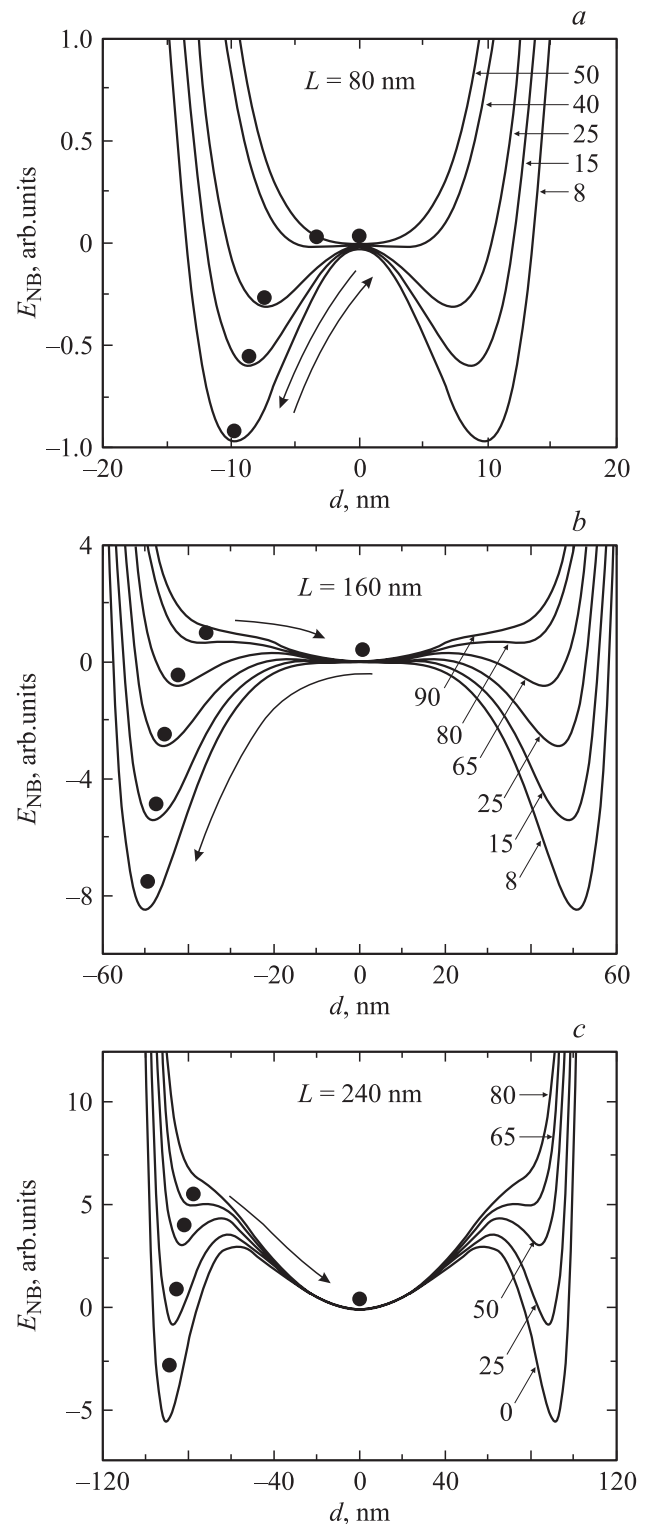 a
1.0
L = 80 nm
50
40
0.5
25
15
8
E_NB, arb.units
0
–0.5
–1.0
–20 –10 0 10 20
d, nm
b
4
L = 160 nm
0
90
80
65
E_NB, arb.units
25
–4
15
8
–8
–60 –20 0 20 60
d, nm
c
L = 240 nm
80
10
65
5
E_NB, arb.units
0
50
25
0
–5
–120 –40 0 40 120
d, nm